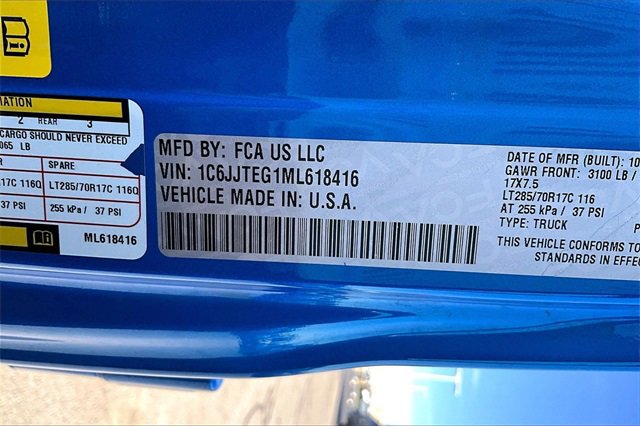 MATION
2 REAR 3
CARGO SHOULD NEVER EXCEED
065 LB
SPARE
R17C 116Q LT285/70R17C 116Q
/ 37 PSI 255 kPa / 37 PSI
ML618416
MFD BY: FCA US LLC
VIN: 1C6JJTEG1ML618416
VEHICLE MADE IN: U.S.A.
DATE OF MFR (BUILT): 10
GAWR FRONT: 3100 LB /
17X7.5
LT285/70R17C 116
AT 255 kPa / 37 PSI
TYPE: TRUCK P
THIS VEHICLE CONFORMS TO
STANDARDS IN EFFEC